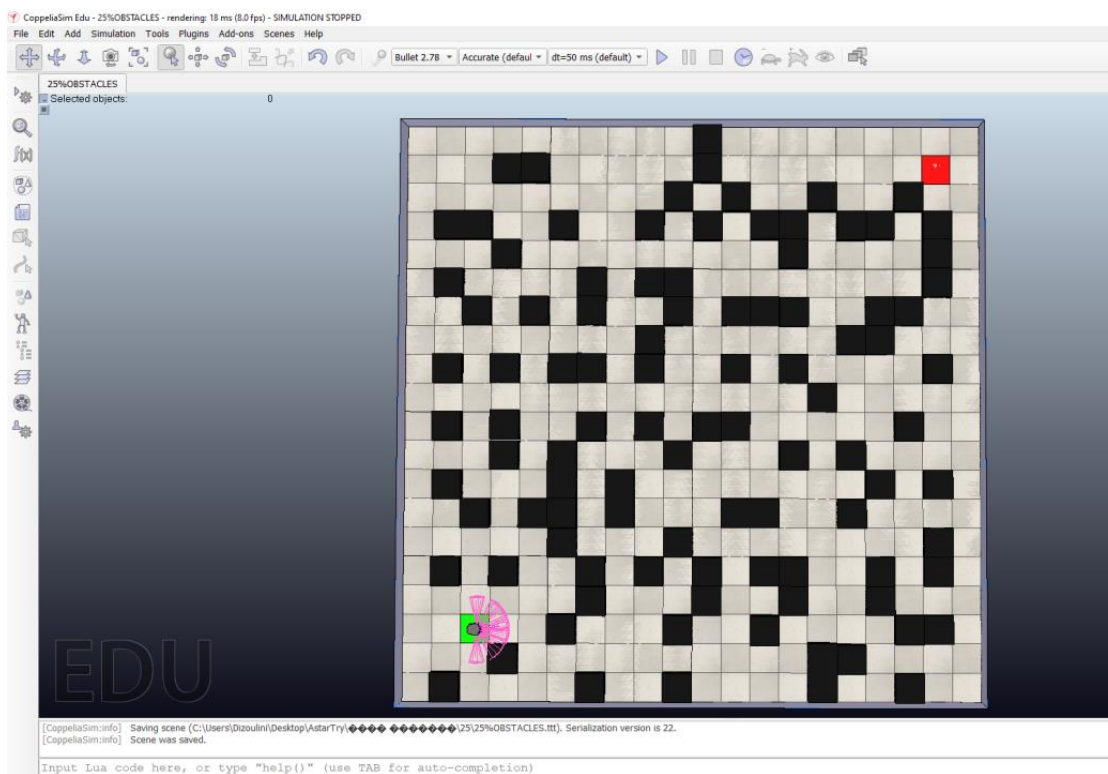 CoppeliaSim Edu - 25%OBSTACLES - rendering: 18 ms (8.0 fps) - SIMULATION STOPPED
File Edit Add Simulation Tools Plugins Add-ons Scenes Help
Bullet 2.78 Accurate (defaul dt=50 ms (default)
25%OBSTACLES
Selected objects: 0
f(x)
EDU
[CoppeliaSim:info] Saving scene (C:\Users\Dizoulini\Desktop\AstarTry\���� �������\25\25%OBSTACLES.ttt). Serialization version is 22.
[CoppeliaSim:info] Scene was saved.
Input Lua code here, or type "help()" (use TAB for auto-completion)